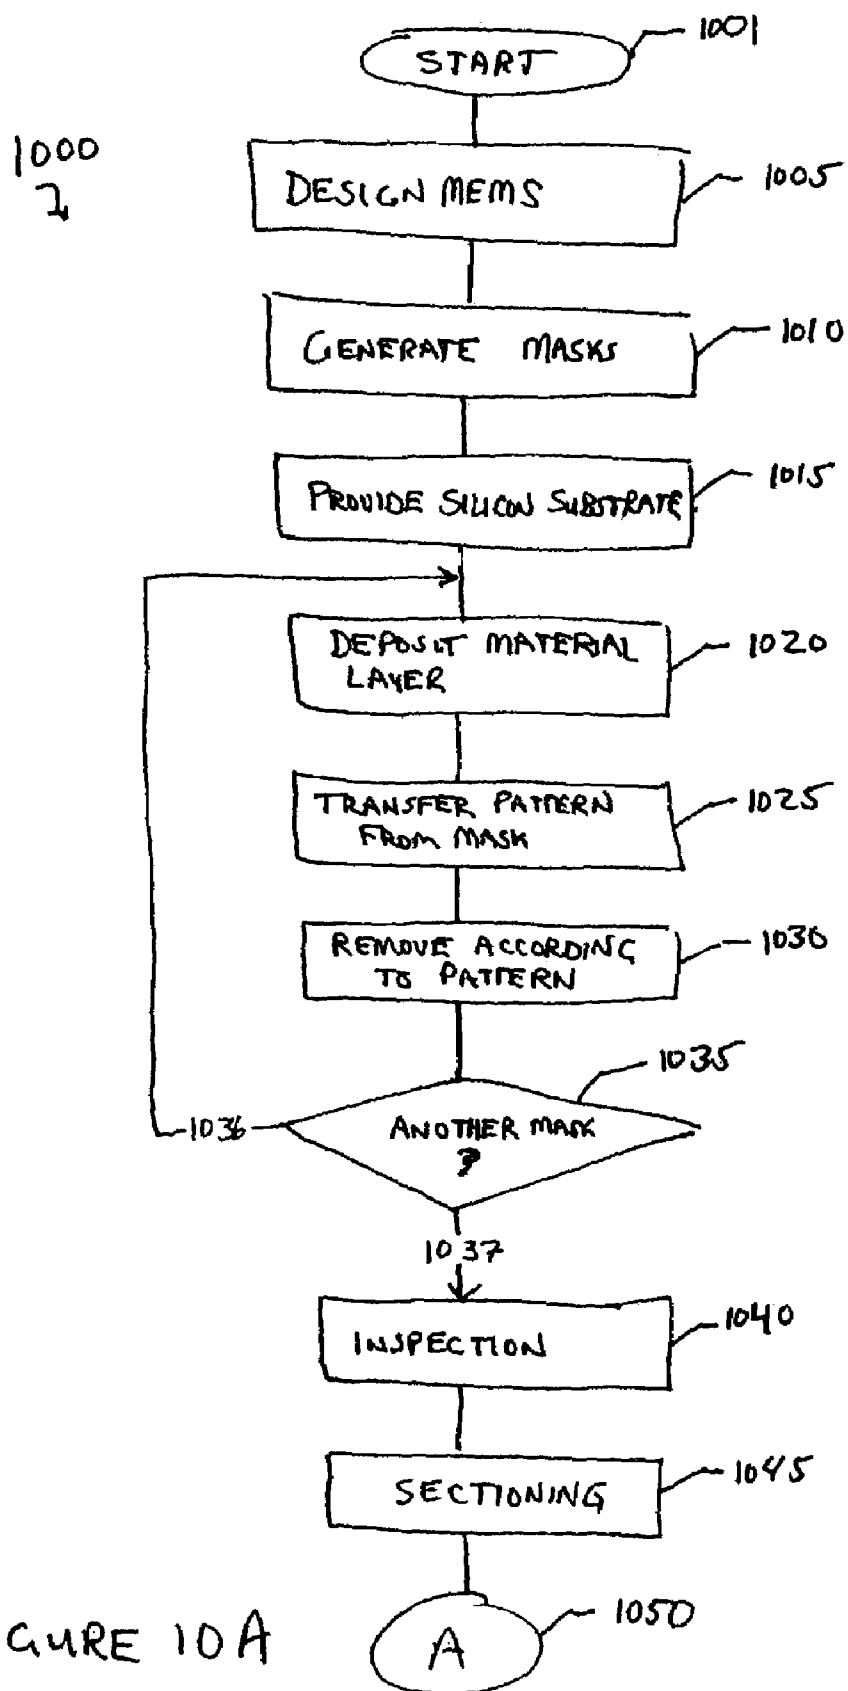 1001
START
1000
DESIGN MEMS
1005
GENERATE MASKS
1010
PROVIDE SILICON SUBSTRATE
1015
DEPOSIT MATERIAL
LAYER
1020
TRANSFER PATTERN
FROM MASK
1025
REMOVE ACCORDING
TO PATTERN
1030
1035
ANOTHER MASK
?
1036
1037
INSPECTION
1040
SECTIONING
1045
A
1050
GURE 10A